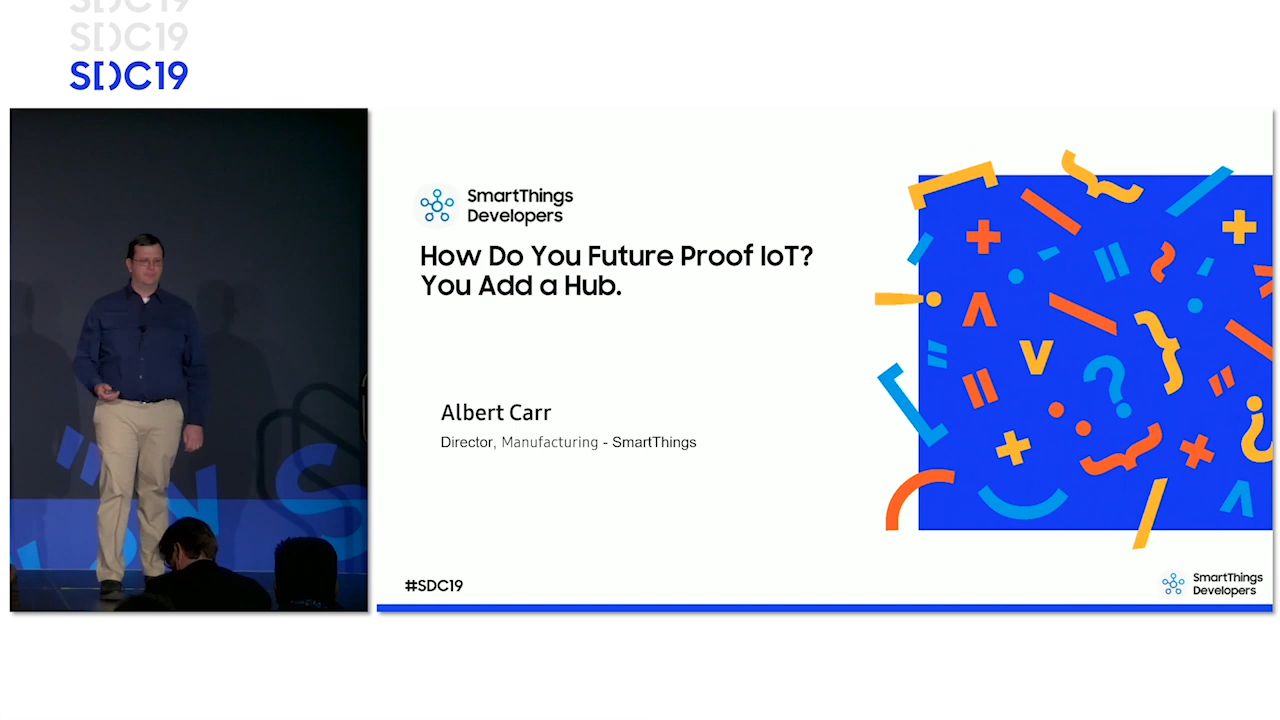 SDC19
SDC19
SDC19
SmartThings
Developers
How Do You Future Proof IoT?
You Add a Hub.
Albert Carr
Director, Manufacturing - SmartThings
#SDC19
SmartThings
Developers